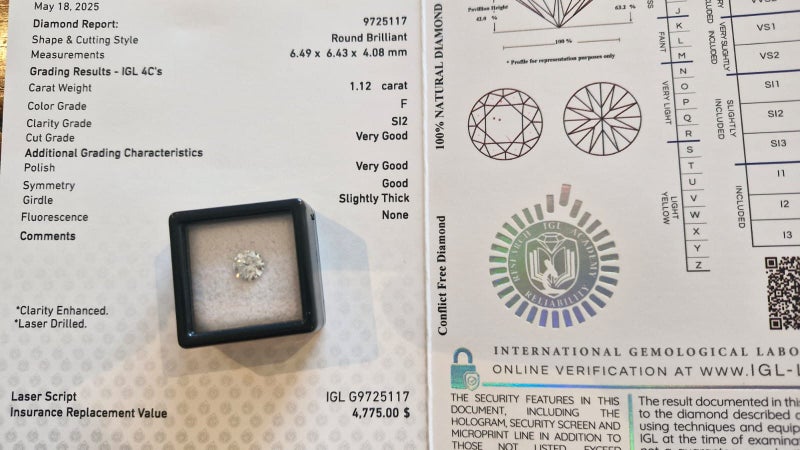 May 18, 2025
Diamond Report: 9725117
Shape & Cutting Style Round Brilliant
Measurements 6.49 x 6.43 x 4.08 mm
Grading Results - IGL 4C's
Carat Weight 1.12 carat
Color Grade F
Clarity Grade SI2
Cut Grade Very Good
Additional Grading Characteristics
Polish Very Good
Symmetry Good
Girdle Slightly Thick
Fluorescence None
Comments
*Clarity Enhanced.
*Laser Drilled.
Laser Script IGL G9725117
Insurance Replacement Value 4,775.00 $
100% NATURAL DIAMOND
Conflict Free Diamond
Pavilion Height
43.0 %
63.2 %
100 %
* Profile for representation purposes only
J
K
L
M
N
O
P
Q
R
S
T
U
V
W
X
Y
Z
FAINT
VERY LIGHT
LIGHT YELLOW
INCLUDED
VERY SLIGHTLY INCLUDED
SLIGHTLY INCLUDED
INCLUDED
VS1
VS2
SI1
SI2
SI3
I1
I2
I3
RESEARCH IGL ACADEMY
RELIABILITY
INTERNATIONAL GEMOLOGICAL LABO
ONLINE VERIFICATION AT WWW.IGL-L
THE SECURITY FEATURES IN THIS
DOCUMENT, INCLUDING THE
HOLOGRAM, SECURITY SCREEN AND
MICROPRINT LINE IN ADDITION TO
THOSE NOT LISTED EXCEED
The result documented in this
to the diamond described
using techniques and equip
IGL at the time of examinat